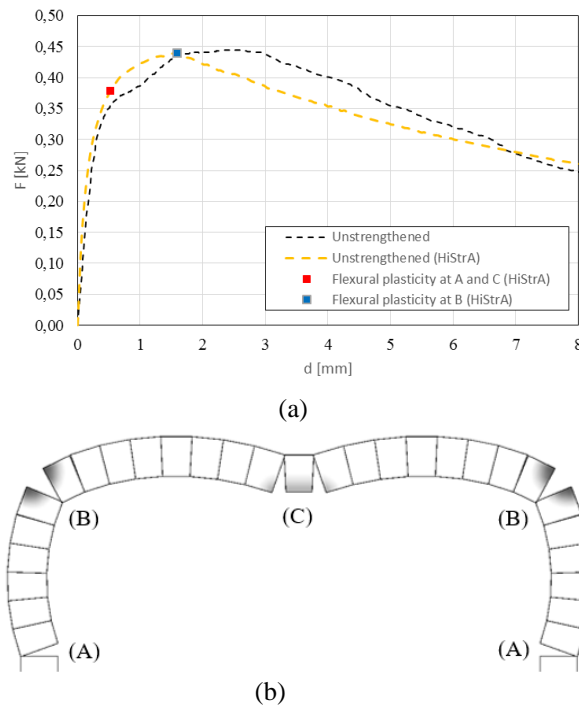 0,50
0,45
0,40
0,35
0,30
0,25
0,20
0,15
0,10
0,05
0,00
F [kN]
Unstrengthened
Unstrengthened (HiStrA)
Flexural plasticity at A and C (HiStrA)
Flexural plasticity at B (HiStrA)
0 1 2 3 4 5 6 7 8
d [mm]
(a)
(B) (C) (B)
(A) (A)
(b)